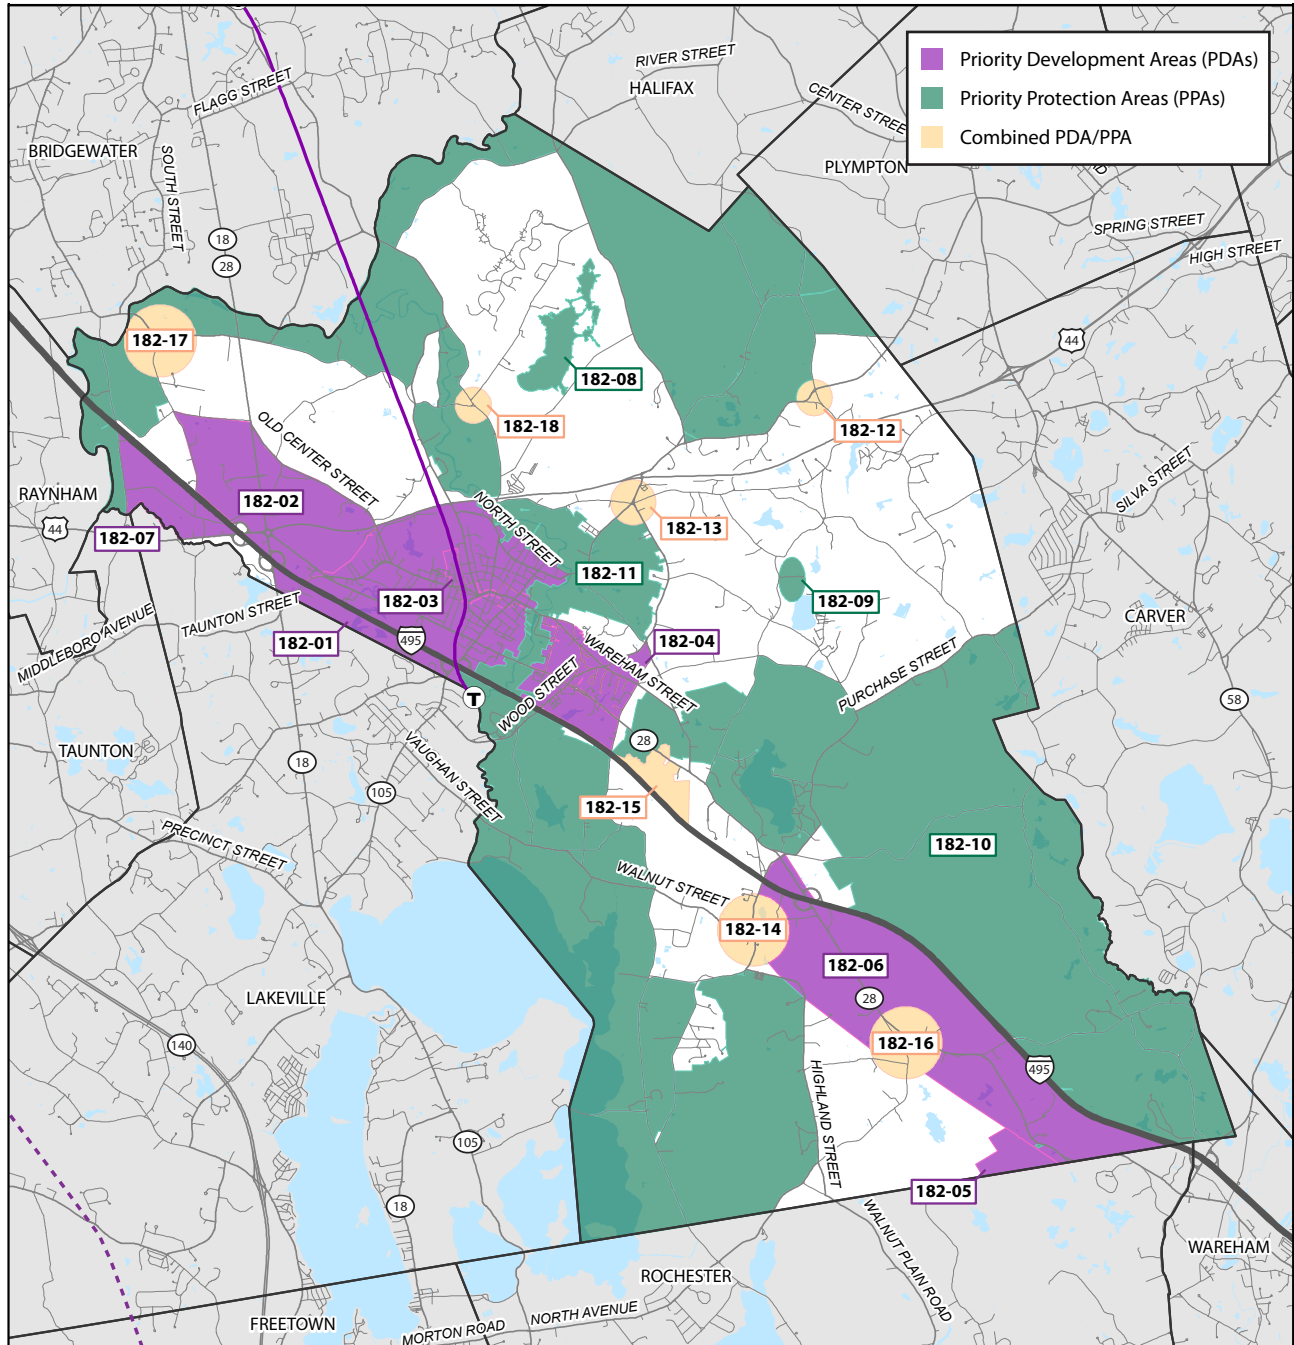 Priority Development Areas (PDAs)
Priority Protection Areas (PPAs)
Combined PDA/PPA
RIVER STREET
HALIFAX
FLAGG STREET
CENTER STREE
BRIDGEWATER
SOUTH STREET
PLYMPTON
D
SPRING STREET
HIGH STREET
18
28
44
182-17
182-08
182-18
182-12
OLD CENTER STREET
RAYNHAM
44
182-02
NORTH STREET
SILVA STREET
182-07
182-13
182-11
182-03
182-09
MIDDLEBORO AVENUE
TAUNTON STREET
182-01
495
182-04
WAREHAM STREET
CARVER
PURCHASE STREET
WOOD STREET
T
58
TAUNTON
18
VAUGHAN STREET
28
105
182-15
PRECINCT STREET
182-10
WALNUT STREET
182-14
182-06
LAKEVILLE
28
140
182-16
495
HIGHLAND STREET
105
182-05
18
WALNUT PLAIN ROAD
WAREHAM
ROCHESTER
NORTH AVENUE
FREETOWN
MORTON ROAD